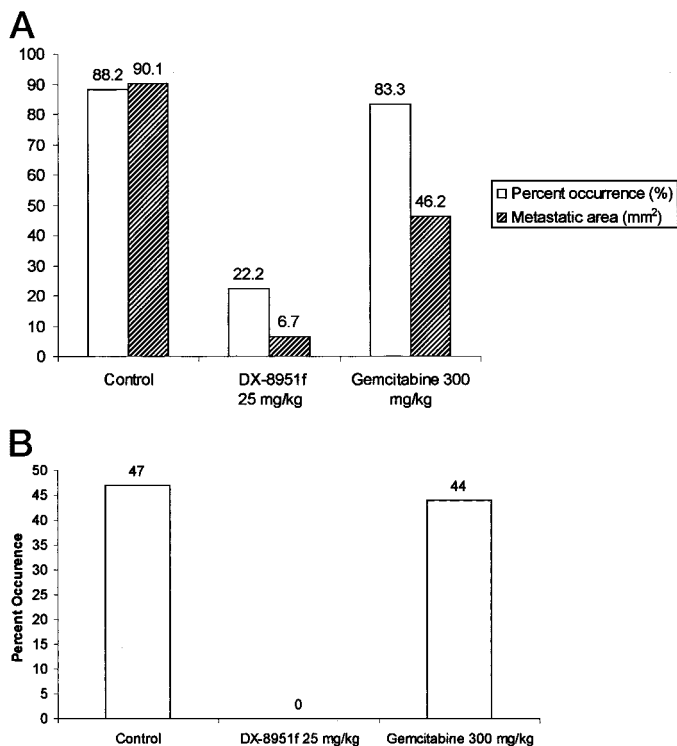 A
100
90
80
70
60
50
40
30
20
10
0
88.2
90.1
22.2
6.7
83.3
46.2
Control
DX-8951f
25 mg/kg
Gemcitabine 300
mg/kg
Percent occurrence (%)
Metastatic area (mm²)
B
Percent Occurence
50
45
40
35
30
25
20
15
10
5
0
47
0
44
Control
DX-8951f 25 mg/kg
Gemcitabine 300 mg/kg